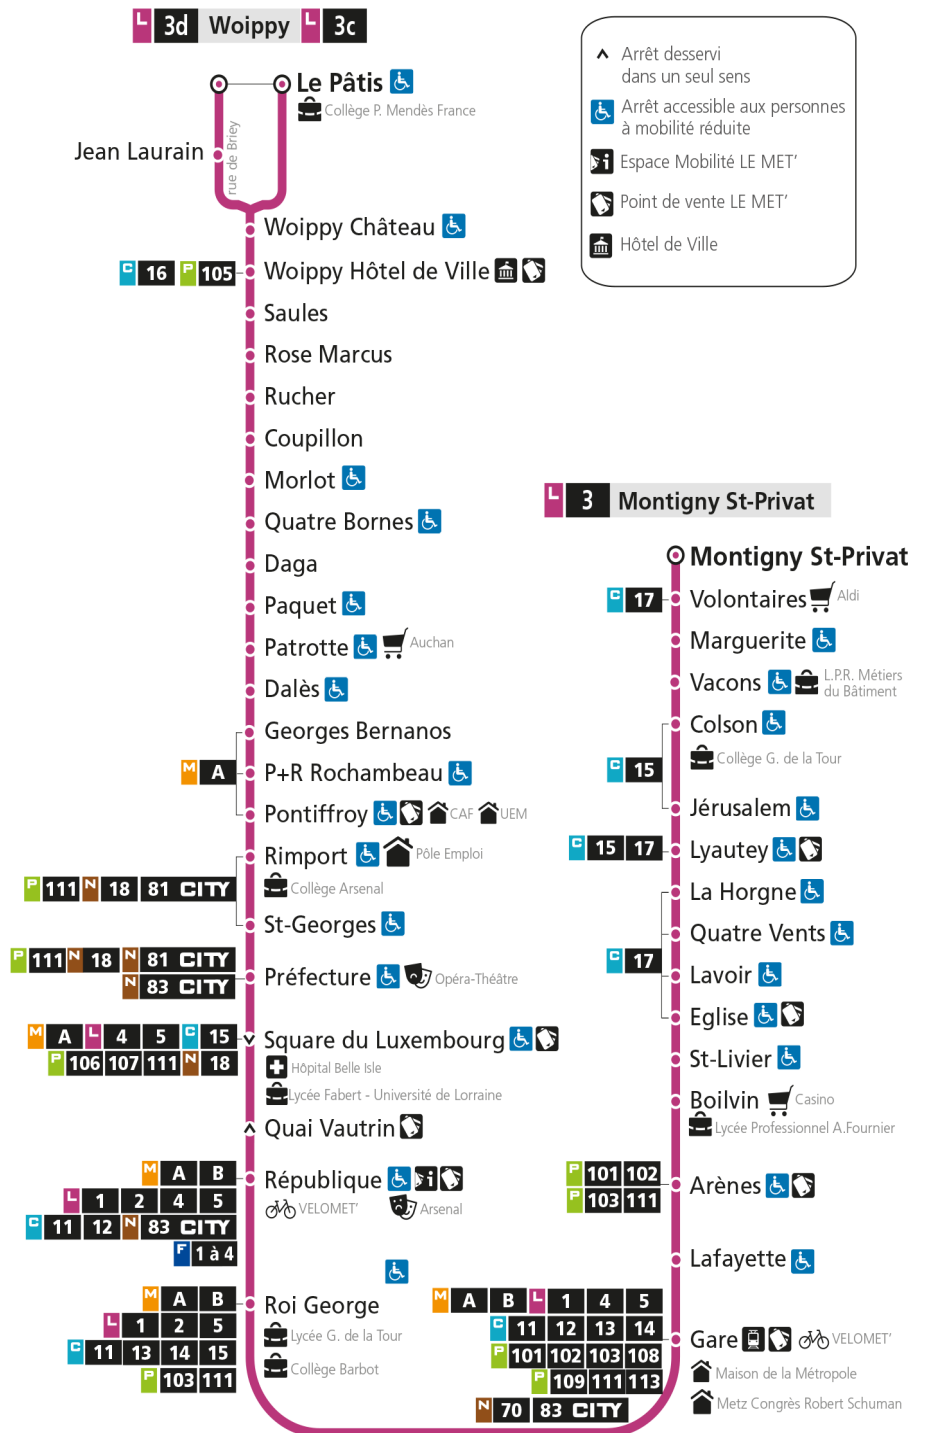 L 3d Woippy L 3c
Le Pâtis
Collège P. Mendès France
rue de Briey
Jean Laurain
Woippy Château
C 16 P 105 Woippy Hôtel de Ville
Saules
Rose Marcus
Rucher
Coupillon
Morlot
Quatre Bornes
Daga
Paquet
Patrotte Auchan
Dalès
Georges Bernanos
M A P+R Rochambeau
Pontiffroy CAF UEM
Rimport Pôle Emploi
P 111 N 18 81 CITY Collège Arsenal
St-Georges
P 111 N 18 N 81 CITY
N 83 CITY
Préfecture Opéra-Théâtre
M A L 4 5 C 15 Square du Luxembourg
P 106 107 111 N 18 Hôpital Belle Isle
Lycée Fabert - Université de Lorraine
Quai Vautrin
M A B République
L 1 2 4 5 VELOMET' Arsenal
C 11 12 N 83 CITY
F 1 à 4
M A B Roi George
L 1 2 5 Lycée G. de la Tour
C 11 13 14 15 Collège Barbot
P 103 111
Arrêt desservi
dans un seul sens
Arrêt accessible aux personnes
à mobilité réduite
i Espace Mobilité LE MET'
Point de vente LE MET'
Hôtel de Ville
L 3 Montigny St-Privat
Montigny St-Privat
C 17 Volontaires Aldi
Marguerite
Vacons L.P.R. Métiers
du Bâtiment
Colson
Collège G. de la Tour
C 15
Jérusalem
C 15 17 Lyautey
La Horgne
Quatre Vents
C 17 Lavoir
Eglise
St-Livier
Boilvin Casino
Lycée Professionnel A.Fournier
P 101 102
P 103 111
Arènes
Lafayette
M A B L 1 4 5
C 11 12 13 14
Gare VELOMET'
P 101 102 103 108
P 109 111 113
Maison de la Métropole
N 70 83 CITY
Metz Congrès Robert Schuman